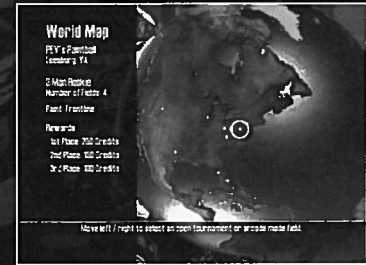 World Map
PEV's Paintball
Leesburg, VA
3 Man Rookie
Number of Fields: 4
Paint: Frontline
Rewards
1st Place: 200 Credits
2nd Place: 150 Credits
3rd Place: 100 Credits
Move left / right to select an open tournament or arcade mode field.